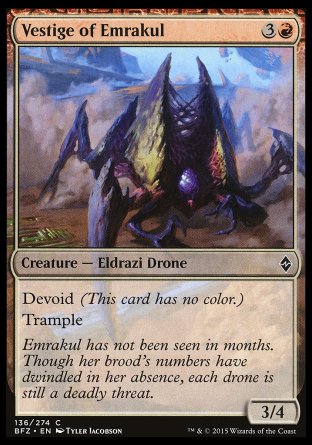 Vestige of Emrakul 3
Creature — Eldrazi Drone
Devoid (This card has no color.)
Trample
Emrakul has not been seen in months.
Though her brood's numbers have
dwindled in her absence, each drone is
still a deadly threat.
3/4
136/274 C
BFZ • EN Tyler Jacobson
™ & © 2015 Wizards of the Coast